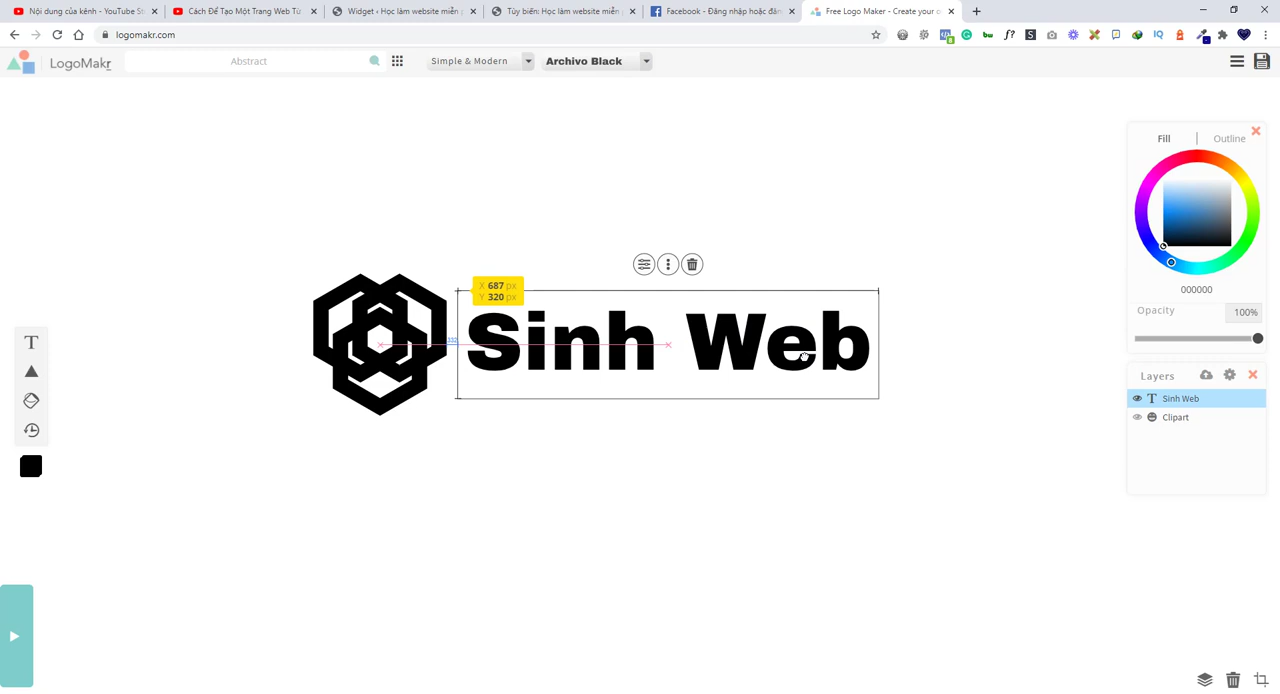 Nội dung của kênh - YouTube St
Cách Để Tạo Một Trang Web Từ
Widget ‹ Học làm website miễn p
Tùy biến: Học làm website miễn p
Facebook - Đăng nhập hoặc đăn
Free Logo Maker - Create your o
logomakr.com
LogoMakr
Abstract
Simple & Modern
Archivo Black
Fill
Outline
000000
Opacity
100%
X 687 px
Y 320 px
332
Sinh Web
T
Layers
T Sinh Web
Clipart